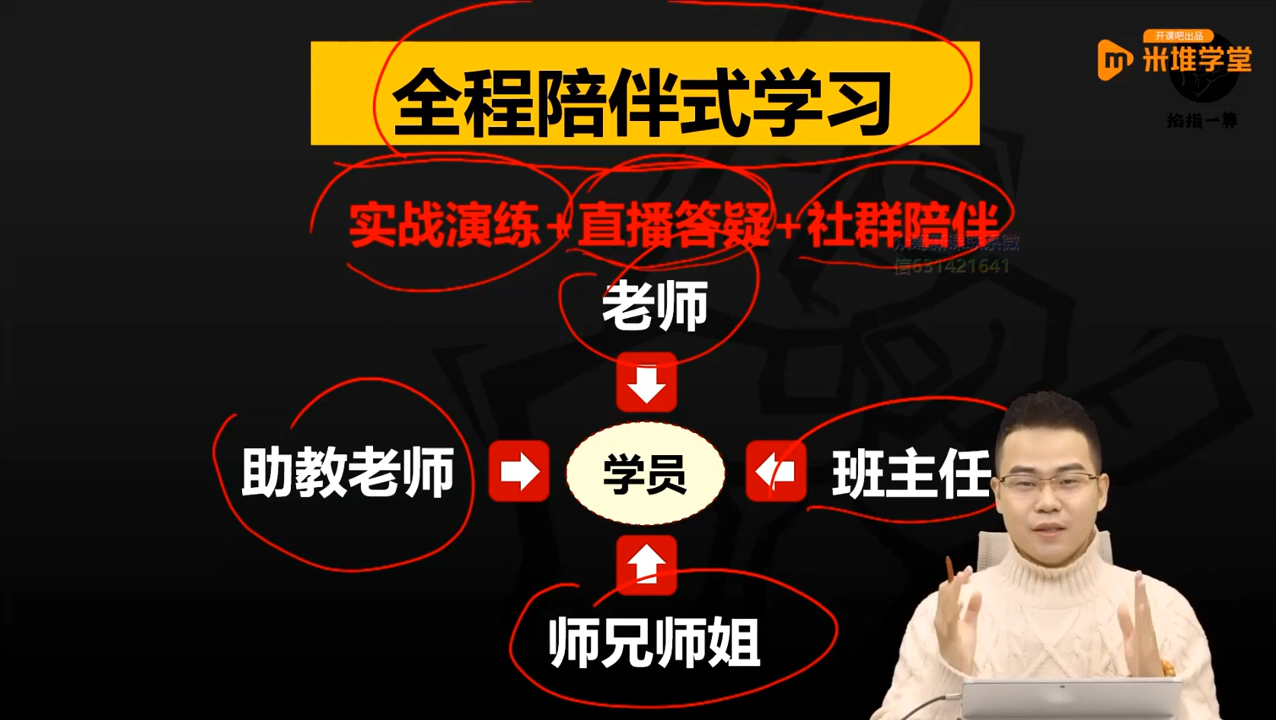 开课吧出品
米堆学堂
掐指一算
全程陪伴式学习
实战演练+直播答疑+社群陪伴
信631421641
老师
助教老师
学员
班主任
师兄师姐